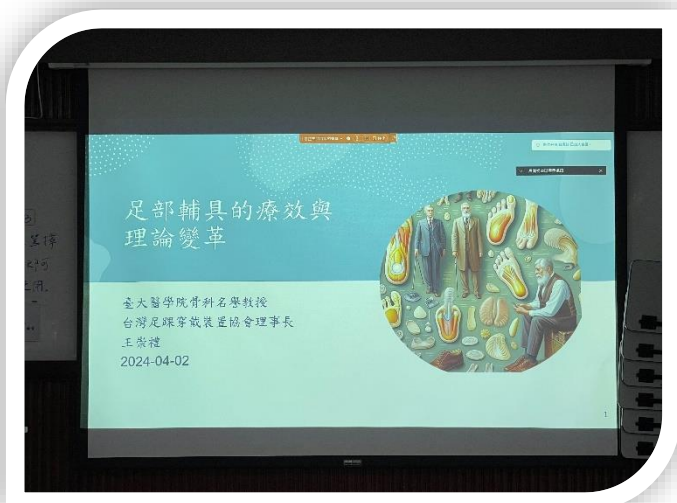 足部輔具的療效與
理論變革
臺大醫學院骨科名譽教授
台灣足踝穿戴裝置協會理事長
王崇禮
2024-04-02
1